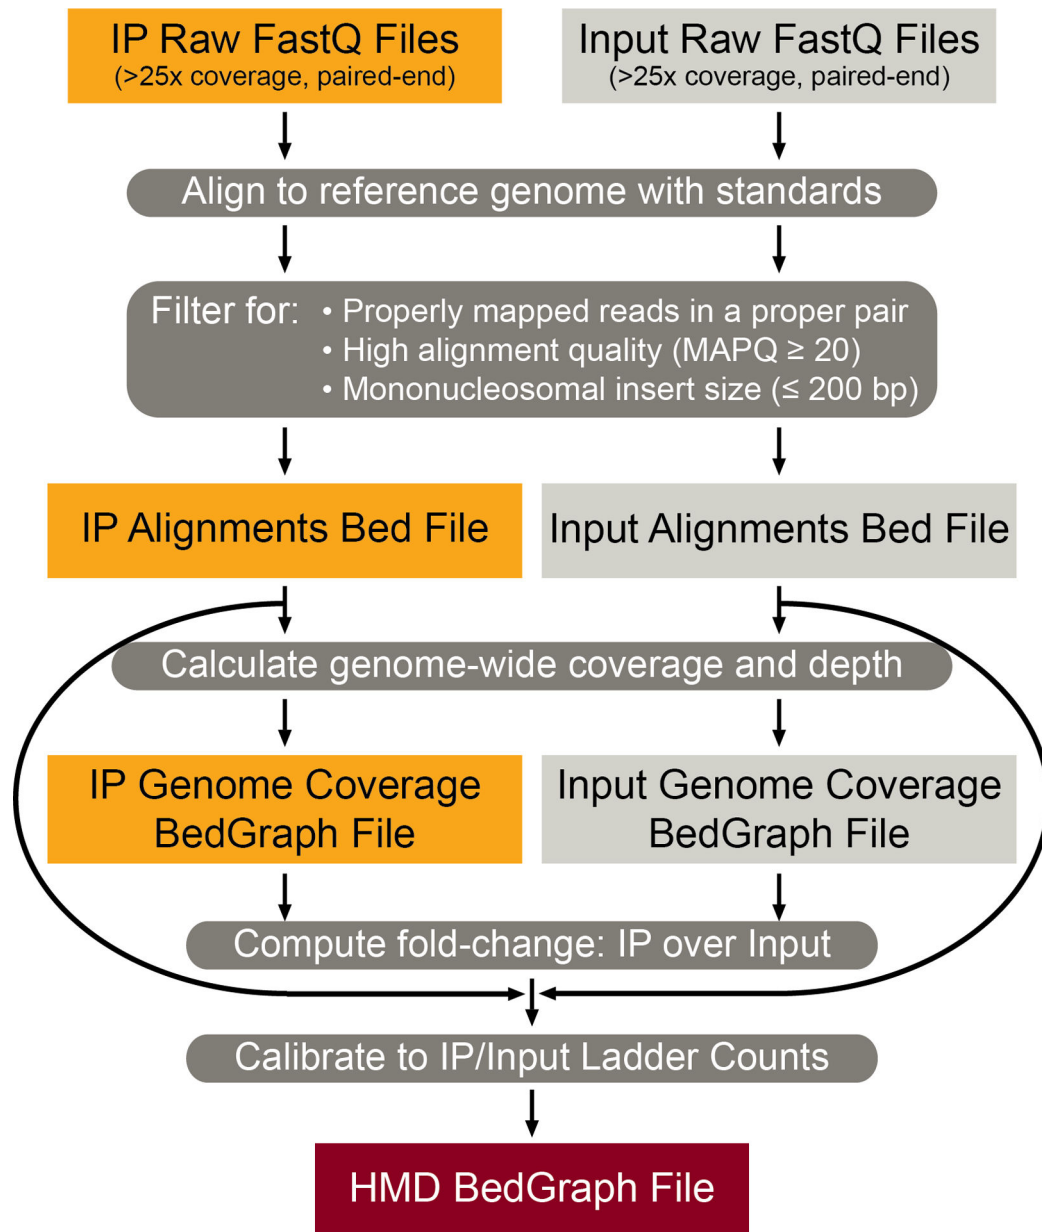 IP Raw FastQ Files
(>25x coverage, paired-end)
Input Raw FastQ Files
(>25x coverage, paired-end)
Align to reference genome with standards
Filter for: • Properly mapped reads in a proper pair
• High alignment quality (MAPQ ≥ 20)
• Mononucleosomal insert size (≤ 200 bp)
IP Alignments Bed File
Input Alignments Bed File
Calculate genome-wide coverage and depth
IP Genome Coverage
BedGraph File
Input Genome Coverage
BedGraph File
Compute fold-change: IP over Input
Calibrate to IP/Input Ladder Counts
HMD BedGraph File